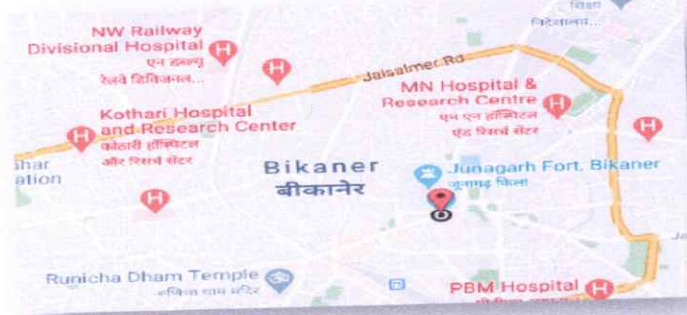 शिक्षा
निदेशालय...
NW Railway
Divisional Hospital
एन डब्ल्यू
रेलवे डिविजनल...
Jaisalmer Rd
MN Hospital &
Research Centre
एम एन हॉस्पिटल
एंड रिसर्च सेंटर
Kothari Hospital
and Research Center
कोठारी हॉस्पिटल
और रिसर्च सेंटर
Bikaner
बीकानेर
Junagarh Fort, Bikaner
जूनागढ़ किला
Runicha Dham Temple
PBM Hospital